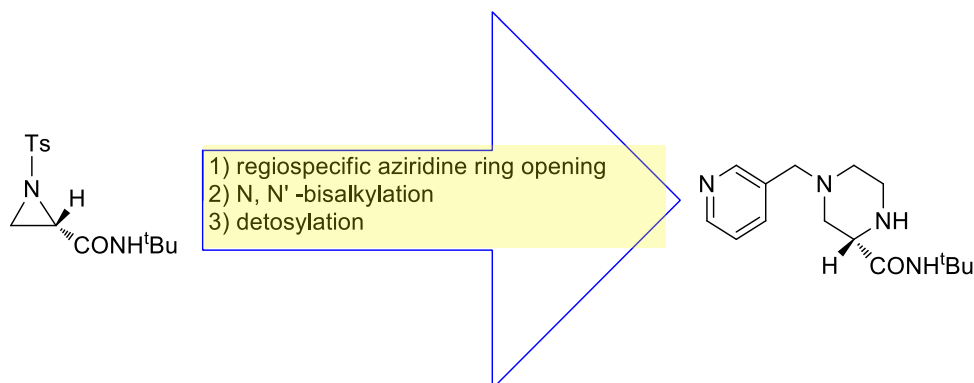 Ts
N
H
CONHᵗBu
1) regiospecific aziridine ring opening
2) N, N' -bisalkylation
3) detosylation
N
N
NH
H
CONHᵗBu